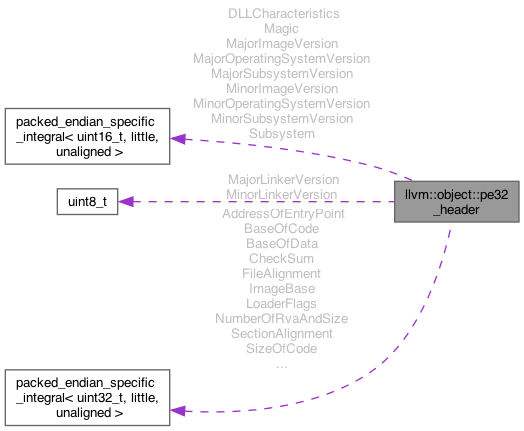 DLLCharacteristics
Magic
MajorImageVersion
MajorOperatingSystemVersion
MajorSubsystemVersion
MinorImageVersion
MinorOperatingSystemVersion
MinorSubsystemVersion
Subsystem
packed_endian_specific
_integral< uint16_t, little,
unaligned >
MajorLinkerVersion
MinorLinkerVersion
uint8_t
llvm::object::pe32
_header
AddressOfEntryPoint
BaseOfCode
BaseOfData
CheckSum
FileAlignment
ImageBase
LoaderFlags
NumberOfRvaAndSize
SectionAlignment
SizeOfCode
...
packed_endian_specific
_integral< uint32_t, little,
unaligned >